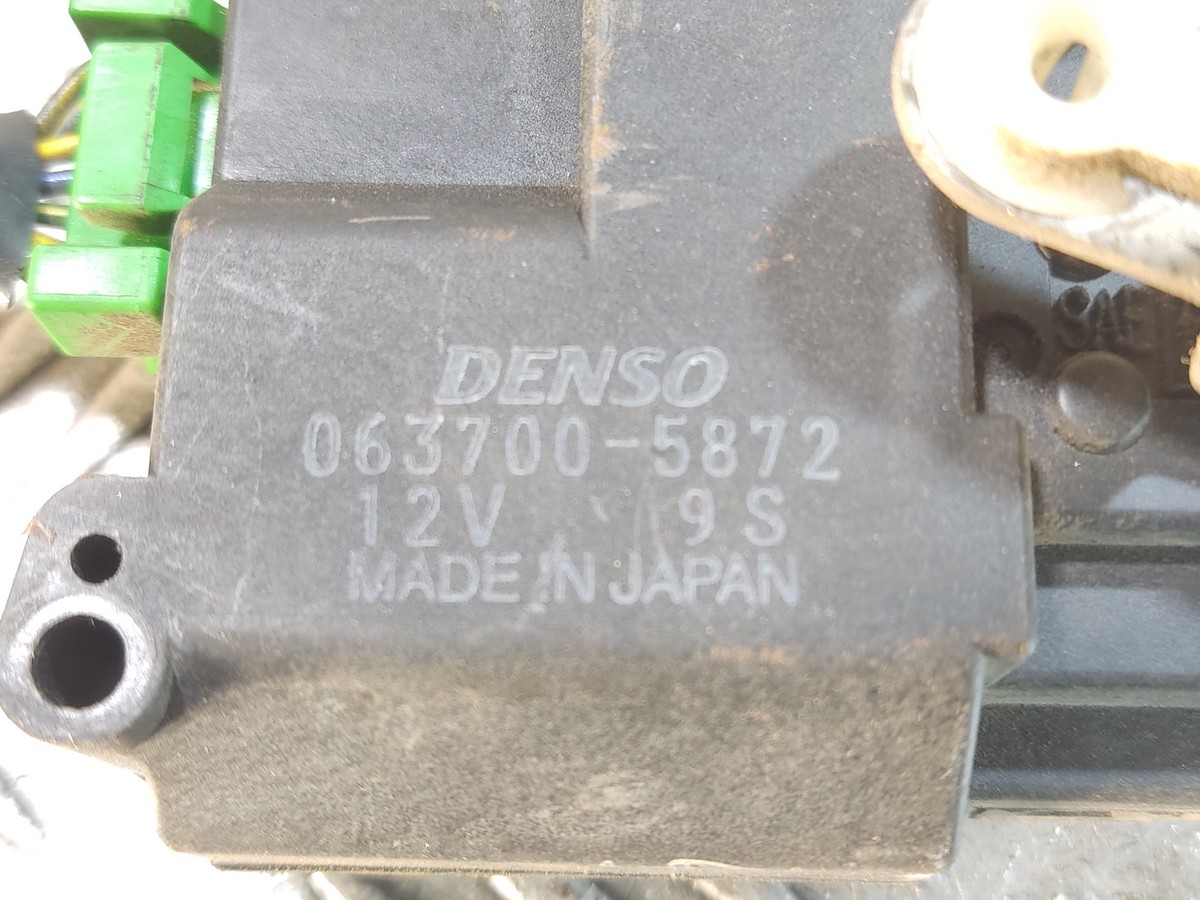 DENSO
063700-5872
12V 9S
MADE IN JAPAN